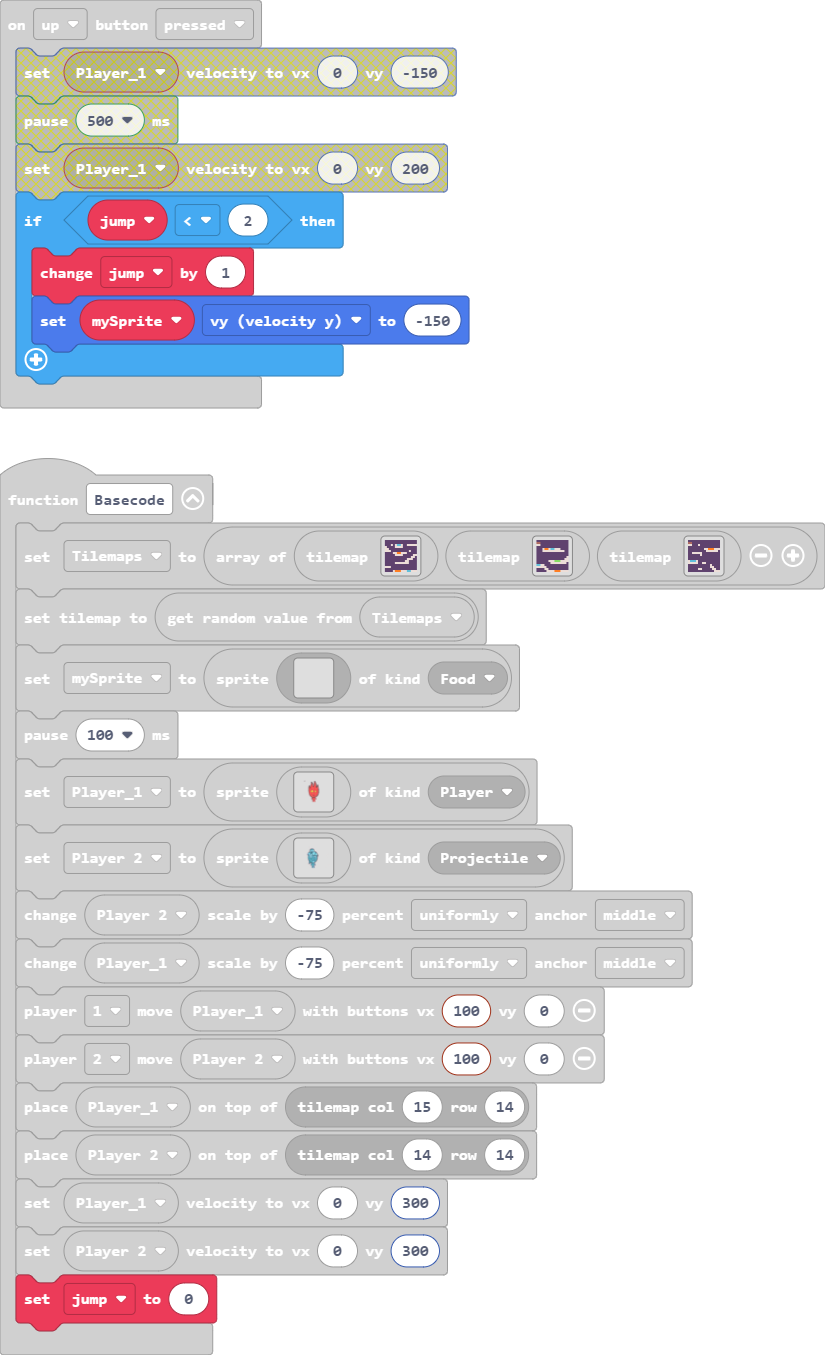 on up button pressed
set Player_1 velocity to vx 0 vy -150
pause 500 ms
set Player_1 velocity to vx 0 vy 200
if jump < 2 then
change jump by 1
set mySprite vy (velocity y) to -150
function Basecode
set Tilemaps to array of tilemap tilemap tilemap
set tilemap to get random value from Tilemaps
set mySprite to sprite of kind Food
pause 100 ms
set Player_1 to sprite of kind Player
set Player 2 to sprite of kind Projectile
change Player 2 scale by -75 percent uniformly anchor middle
change Player_1 scale by -75 percent uniformly anchor middle
player 1 move Player_1 with buttons vx 100 vy 0
player 2 move Player 2 with buttons vx 100 vy 0
place Player_1 on top of tilemap col 15 row 14
place Player 2 on top of tilemap col 14 row 14
set Player_1 velocity to vx 0 vy 300
set Player 2 velocity to vx 0 vy 300
set jump to 0